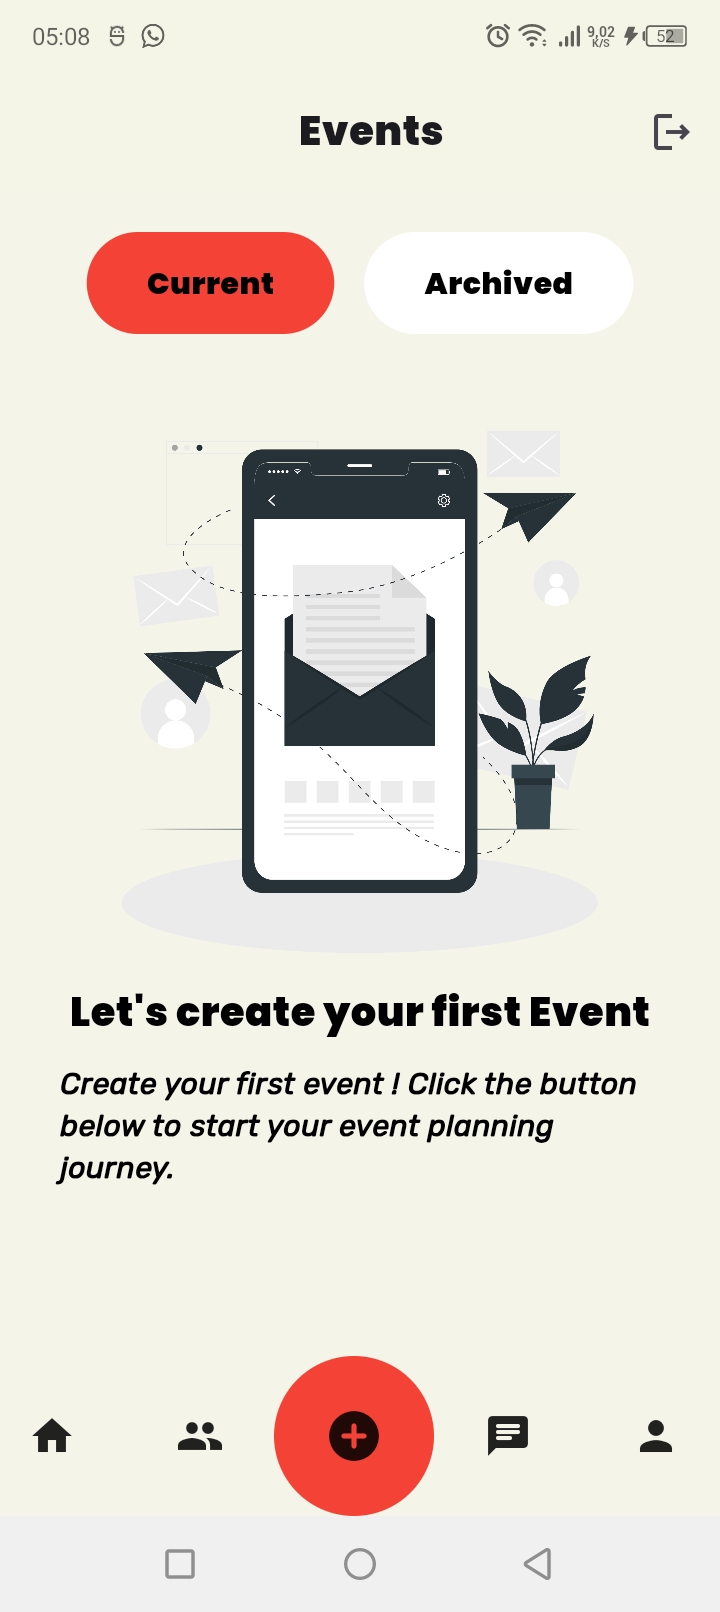 05:08 9,02 K/S 52
Events
Current Archived
Let's create your first Event
Create your first event ! Click the button
below to start your event planning
journey.